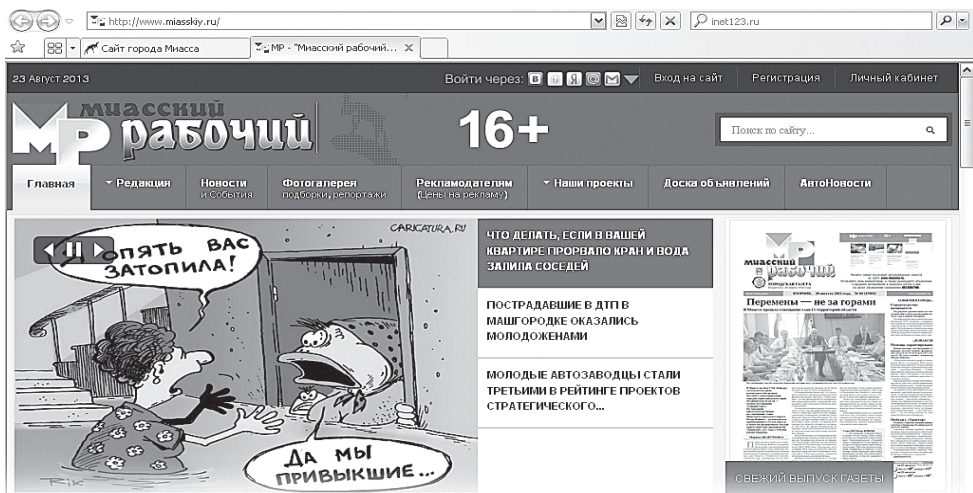 http://www.miasskiy.ru/
inet123.ru
Сайт города Миасса
МР - "Миасский рабочий...
23 Август 2013
Войти через:
Вход на сайт
Регистрация
Личный кабинет
МР миасский
рабочий
16+
Поиск по сайту...
Главная
Редакция
Новости
и События
Фотогалерея
подборки, репортажи
Рекламодателям
(Цены на рекламу)
Наши проекты
Доска объявлений
АвтоНовости
CARICATURA.RU
ОПЯТЬ ВАС
ЗАТОПИЛА!
ДА МЫ
ПРИВЫКШИЕ...
Rik
ЧТО ДЕЛАТЬ, ЕСЛИ В ВАШЕЙ
КВАРТИРЕ ПРОРВАЛО КРАН И ВОДА
ЗАЛИЛА СОСЕДЕЙ
ПОСТРАДАВШИЕ В ДТП В
МАШГОРОДКЕ ОКАЗАЛИСЬ
МОЛОДОЖЕНАМИ
МОЛОДЫЕ АВТОЗАВОДЦЫ СТАЛИ
ТРЕТЬИМИ В РЕЙТИНГЕ ПРОЕКТОВ
СТРАТЕГИЧЕСКОГО...
МР
миасский
рабочий
Перемены — не за горами
СВЕЖИЙ ВЫПУСК ГАЗЕТЫ